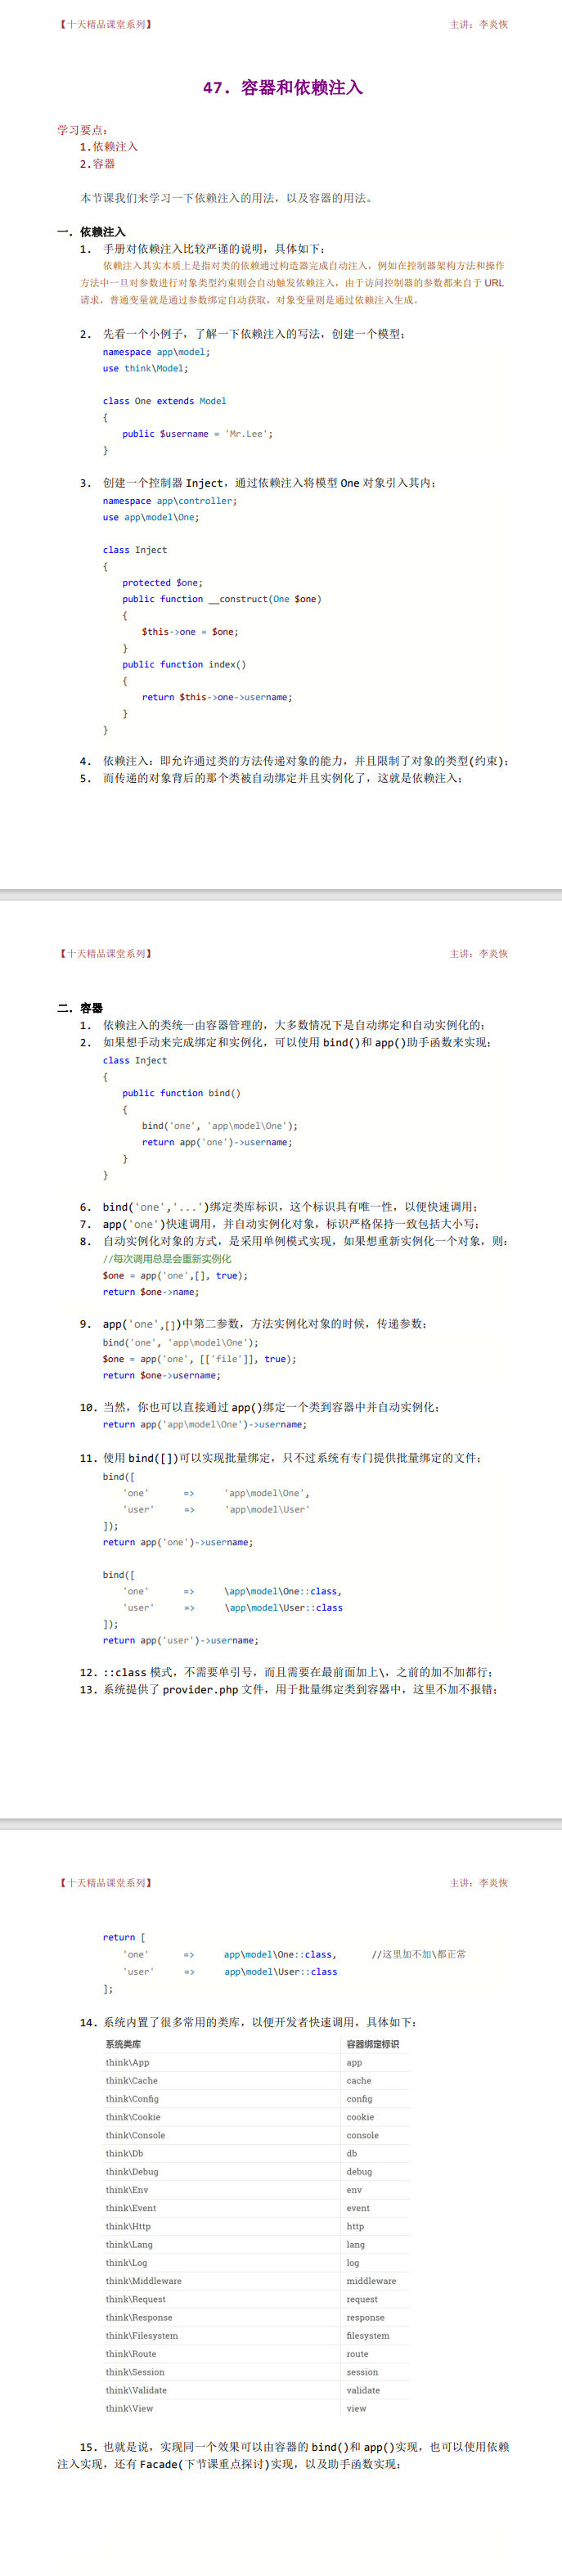 【十天精品课堂系列】 主讲：李炎恢
47．容器和依赖注入
学习要点：
1.依赖注入
2.容器
本节课我们来学习一下依赖注入的用法，以及容器的用法。
一．依赖注入
1. 手册对依赖注入比较严谨的说明，具体如下：
依赖注入其实本质上是指对类的依赖通过构造器完成自动注入，例如在控制器架构方法和操作
方法中一旦对参数进行对象类型约束则会自动触发依赖注入，由于访问控制器的参数都来自于 URL
请求，普通变量就是通过参数绑定自动获取，对象变量则是通过依赖注入生成。
2. 先看一个小例子，了解一下依赖注入的写法，创建一个模型；
namespace app\model;
use think\Model;
class One extends Model
{
public $username = 'Mr.Lee';
}
3. 创建一个控制器 Inject，通过依赖注入将模型 One 对象引入其内；
namespace app\controller;
use app\model\One;
class Inject
{
protected $one;
public function __construct(One $one)
{
$this->one = $one;
}
public function index()
{
return $this->one->username;
}
}
4. 依赖注入：即允许通过类的方法传递对象的能力，并且限制了对象的类型(约束)；
5. 而传递的对象背后的那个类被自动绑定并且实例化了，这就是依赖注入；
【十天精品课堂系列】 主讲：李炎恢
二．容器
1. 依赖注入的类统一由容器管理的，大多数情况下是自动绑定和自动实例化的；
2. 如果想手动来完成绑定和实例化，可以使用 bind()和 app()助手函数来实现；
class Inject
{
public function bind()
{
bind('one', 'app\model\One');
return app('one')->username;
}
}
6. bind('one','...')绑定类库标识，这个标识具有唯一性，以便快速调用；
7. app('one')快速调用，并自动实例化对象，标识严格保持一致包括大小写；
8. 自动实例化对象的方式，是采用单例模式实现，如果想重新实例化一个对象，则：
//每次调用总是会重新实例化
$one = app('one',[], true);
return $one->name;
9. app('one',[])中第二参数，方法实例化对象的时候，传递参数；
bind('one', 'app\model\One');
$one = app('one', [['file']], true);
return $one->username;
10. 当然，你也可以直接通过 app()绑定一个类到容器中并自动实例化；
return app('app\model\One')->username;
11. 使用 bind([])可以实现批量绑定，只不过系统有专门提供批量绑定的文件；
bind([
'one' => 'app\model\One',
'user' => 'app\model\User'
]);
return app('one')->username;
bind([
'one' => \app\model\One::class,
'user' => \app\model\User::class
]);
return app('user')->username;
12. ::class 模式，不需要单引号，而且需要在最前面加上\，之前的加不加都行；
13. 系统提供了 provider.php 文件，用于批量绑定类到容器中，这里不加不报错；
【十天精品课堂系列】 主讲：李炎恢
return [
'one' => app\model\One::class, //这里加不加\都正常
'user' => app\model\User::class
];
14. 系统内置了很多常用的类库，以便开发者快速调用，具体如下：
系统类库 容器绑定标识
think\App app
think\Cache cache
think\Config config
think\Cookie cookie
think\Console console
think\Db db
think\Debug debug
think\Env env
think\Event event
think\Http http
think\Lang lang
think\Log log
think\Middleware middleware
think\Request request
think\Response response
think\Filesystem filesystem
think\Route route
think\Session session
think\Validate validate
think\View view
15. 也就是说，实现同一个效果可以由容器的 bind()和 app()实现，也可以使用依赖
注入实现，还有 Facade(下节课重点探讨)实现，以及助手函数实现；